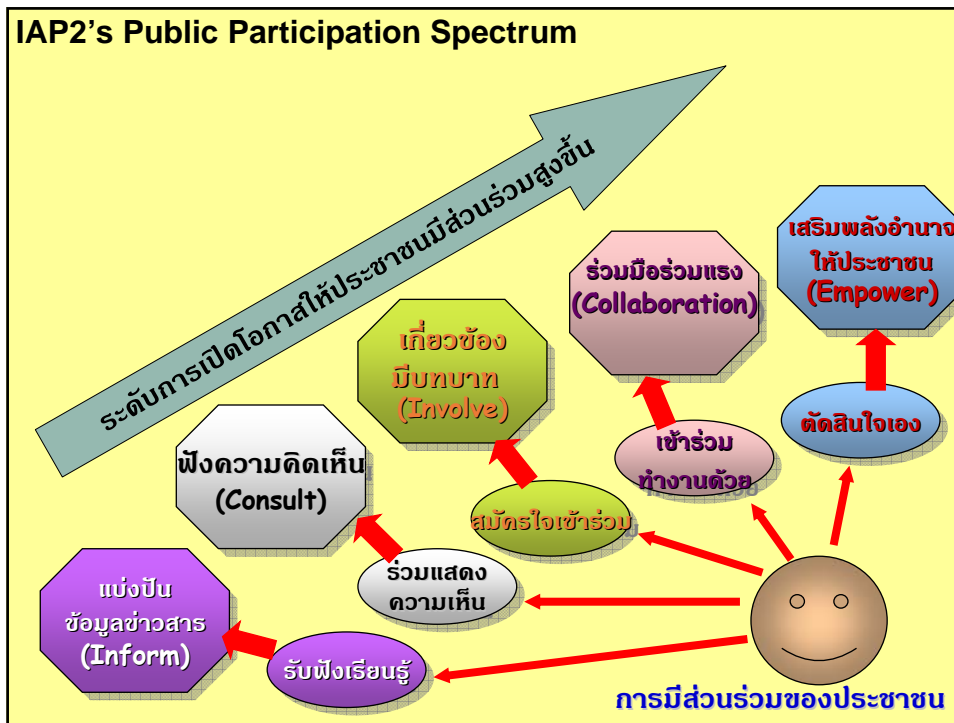 IAP2's Public Participation Spectrum
ระดับการเปิดโอกาสให้ประชาชนมีส่วนร่วมสูงขึ้น
เสริมพลังอำนาจ
ให้ประชาชน
(Empower)
ร่วมมือร่วมแรง
(Collaboration)
เกี่ยวข้อง
มีบทบาท
(Involve)
ฟังความคิดเห็น
(Consult)
แบ่งปัน
ข้อมูลข่าวสาร
(Inform)
ตัดสินใจเอง
เข้าร่วม
ทำงานด้วย
สมัครใจเข้าร่วม
ร่วมแสดง
ความเห็น
รับฟังเรียนรู้
การมีส่วนร่วมของประชาชน